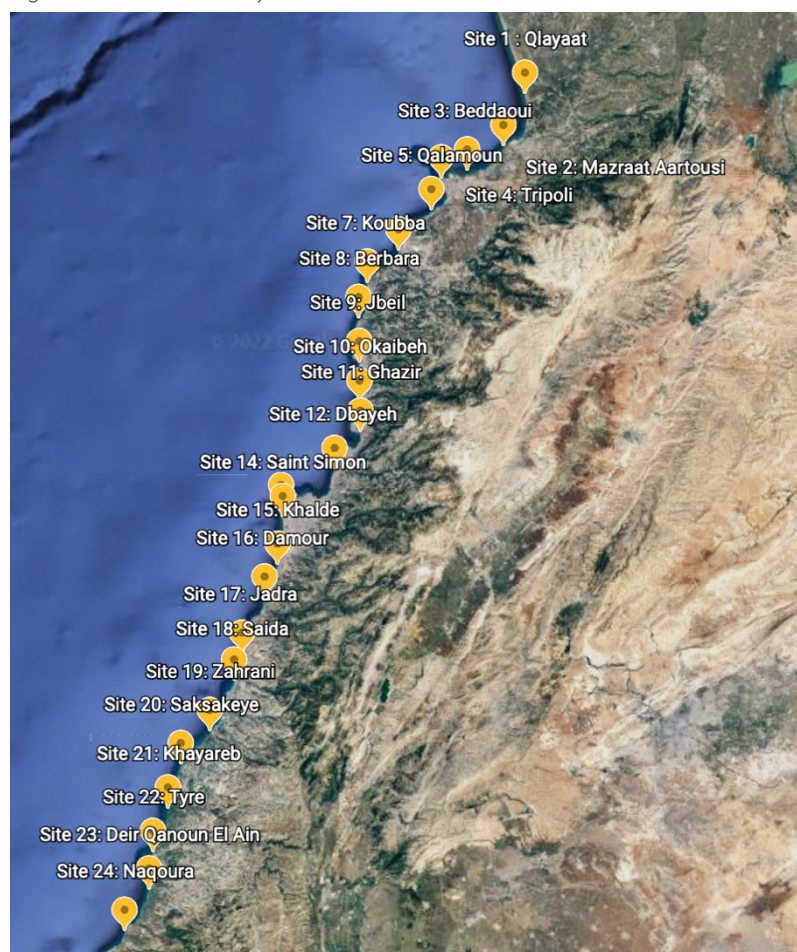 Site 1 : Qlayaat
Site 3: Beddaoui
Site 5: Qalamoun
Site 2: Mazraat Aartousi
Site 4: Tripoli
Site 7: Koubba
Site 8: Berbara
Site 9: Jbeil
© 2022
Site 10: Okaibeh
Site 11: Ghazir
Site 12: Dbayeh
Site 14: Saint Simon
Site 15: Khalde
Site 16: Damour
Site 17: Jadra
Site 18: Saida
Site 19: Zahrani
Site 20: Saksakeye
Site 21: Khayareb
Site 22: Tyre
Site 23: Deir Qanoun El Ain
Site 24: Naqoura